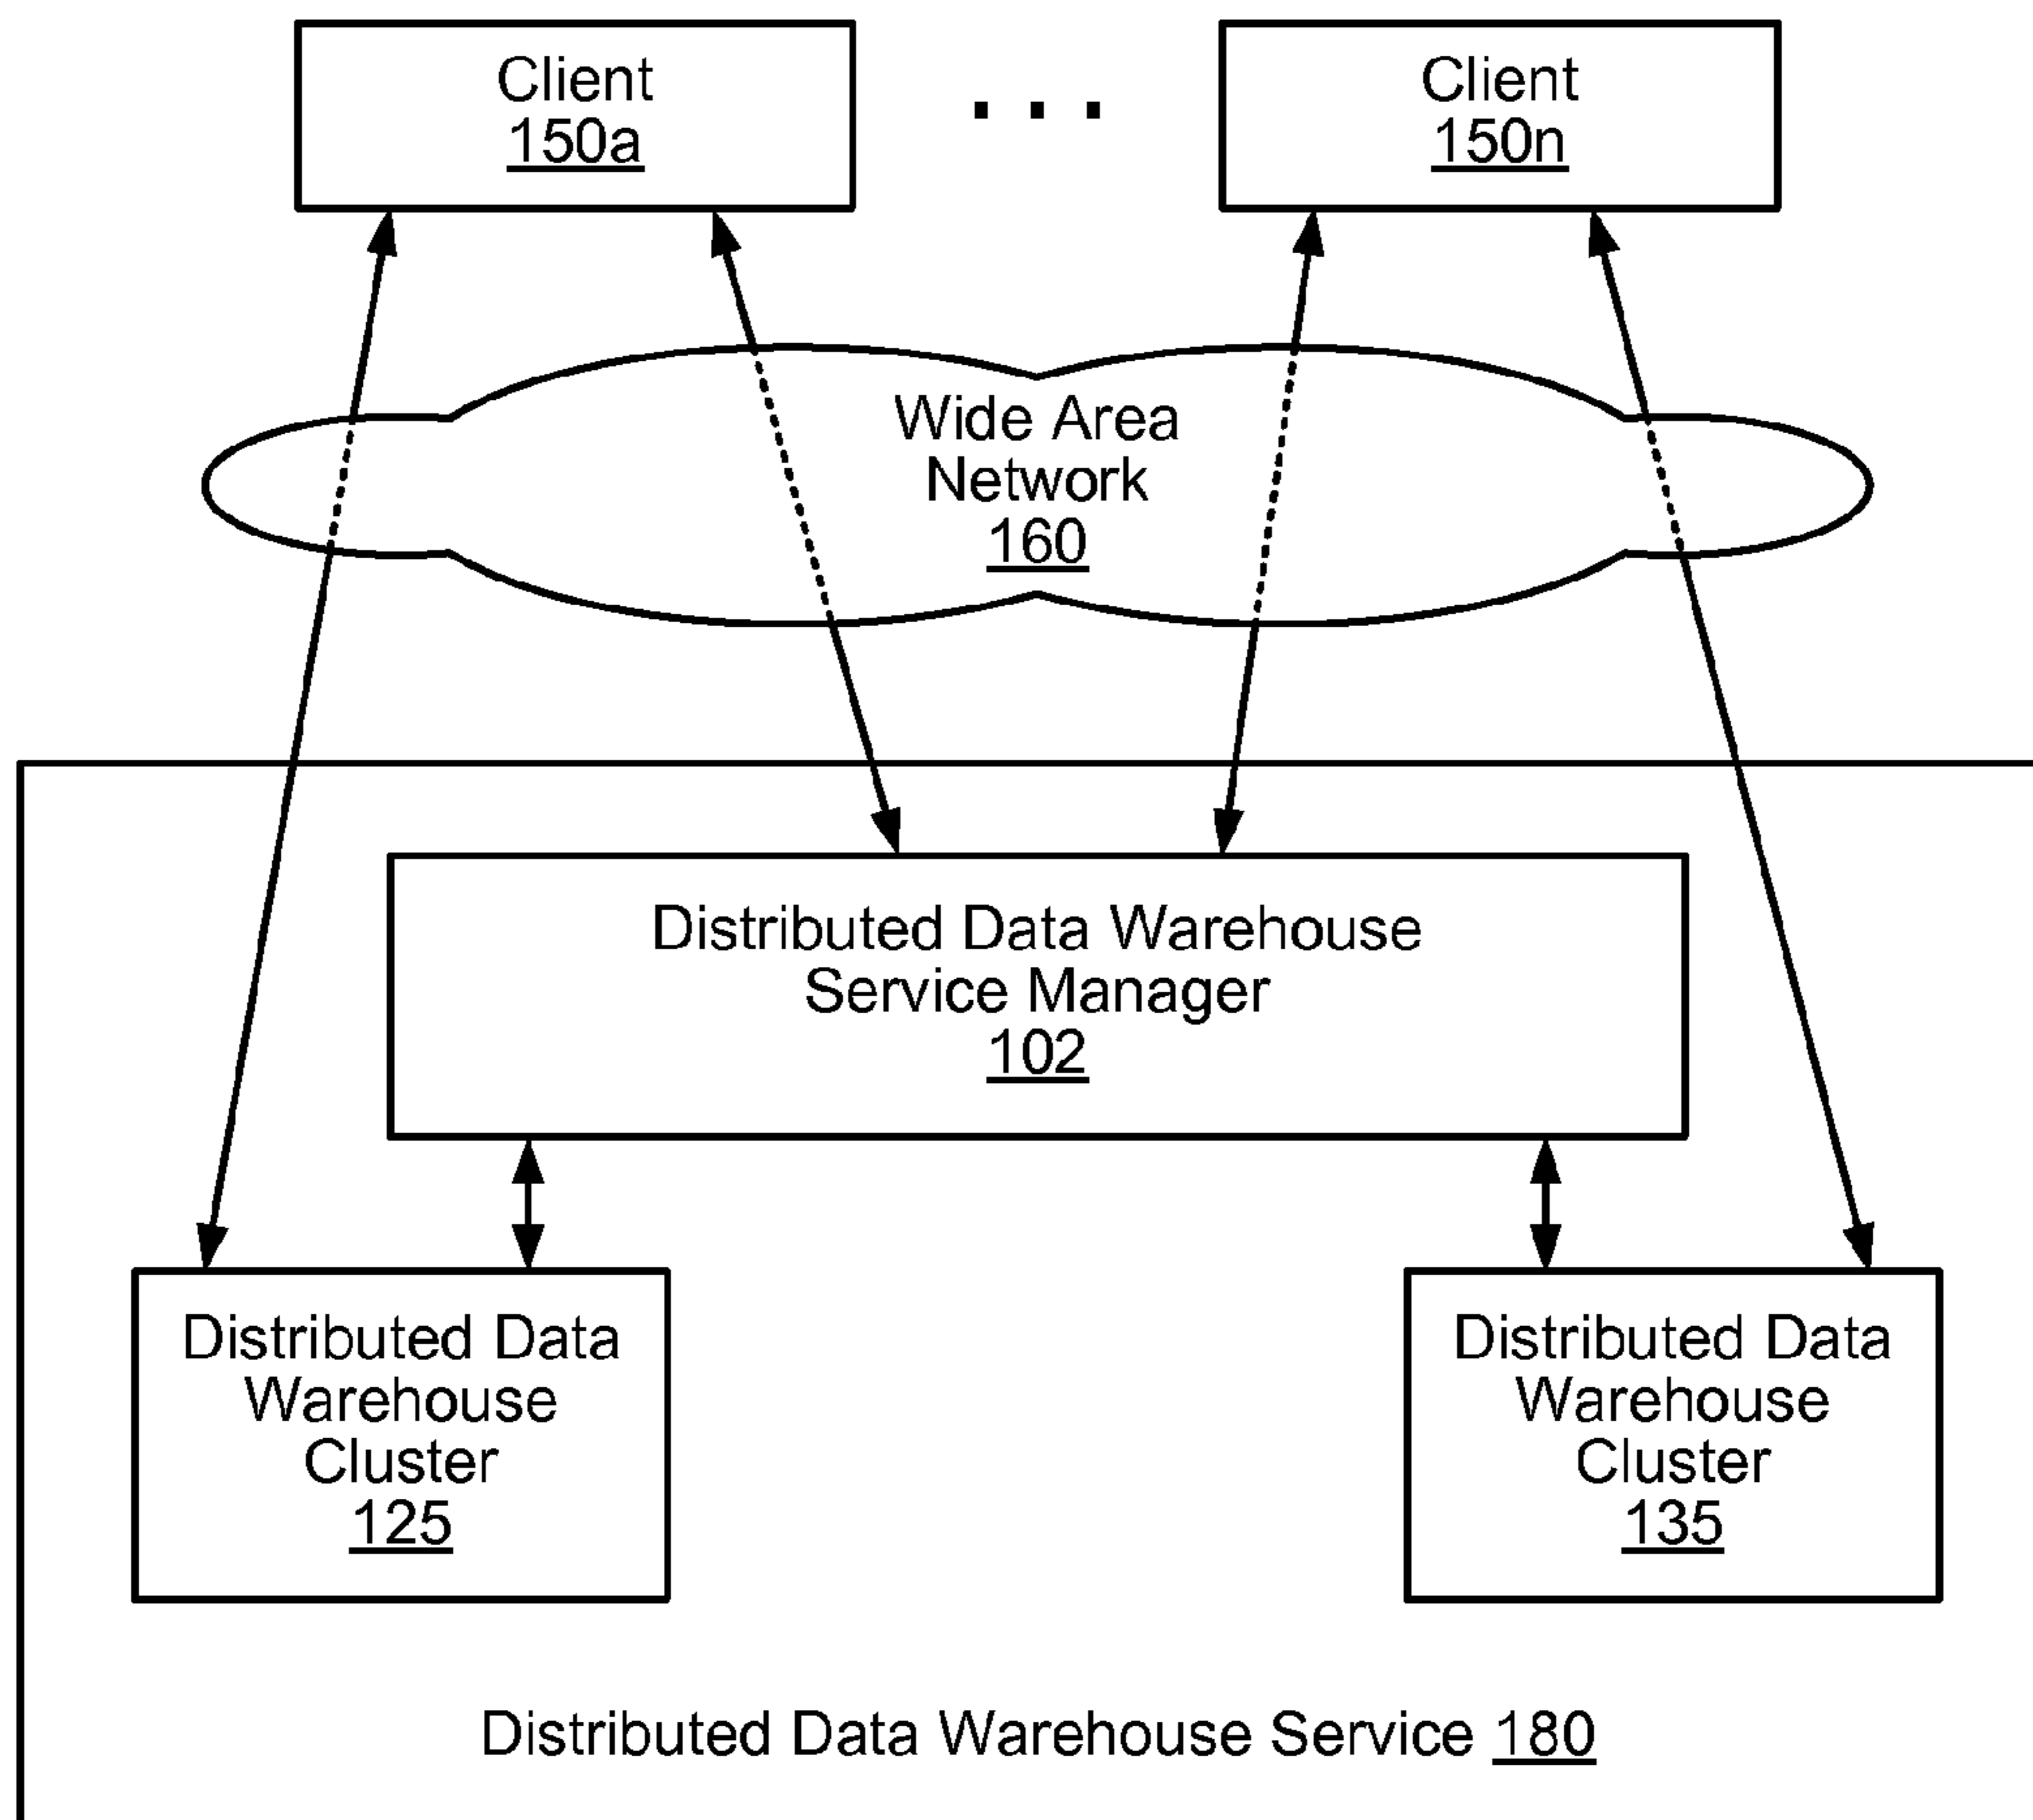 Client
150a
. . .
Client
150n
Wide Area
Network
160
Distributed Data Warehouse
Service Manager
102
Distributed Data
Warehouse
Cluster
125
Distributed Data
Warehouse
Cluster
135
Distributed Data Warehouse Service 180